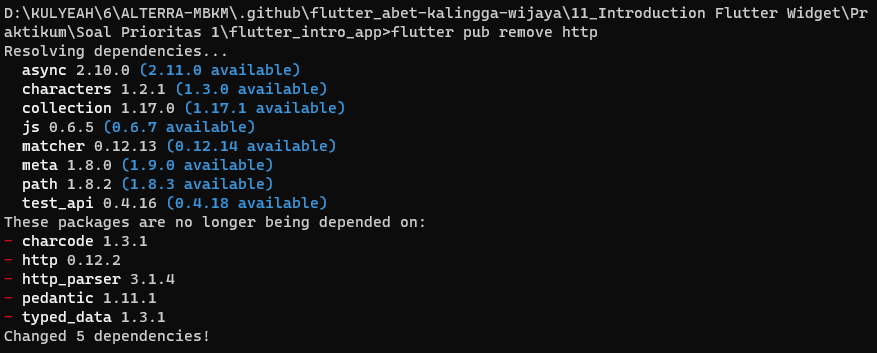 D:\KULYEAH\6\ALTERRA-MBKM\.github\flutter_abet-kalingga-wijaya\11_Introduction Flutter Widget\Pr
aktikum\Soal Prioritas 1\flutter_intro_app>flutter pub remove http
Resolving dependencies...
  async 2.10.0 (2.11.0 available)
  characters 1.2.1 (1.3.0 available)
  collection 1.17.0 (1.17.1 available)
  js 0.6.5 (0.6.7 available)
  matcher 0.12.13 (0.12.14 available)
  meta 1.8.0 (1.9.0 available)
  path 1.8.2 (1.8.3 available)
  test_api 0.4.16 (0.4.18 available)
These packages are no longer being depended on:
- charcode 1.3.1
- http 0.12.2
- http_parser 3.1.4
- pedantic 1.11.1
- typed_data 1.3.1
Changed 5 dependencies!